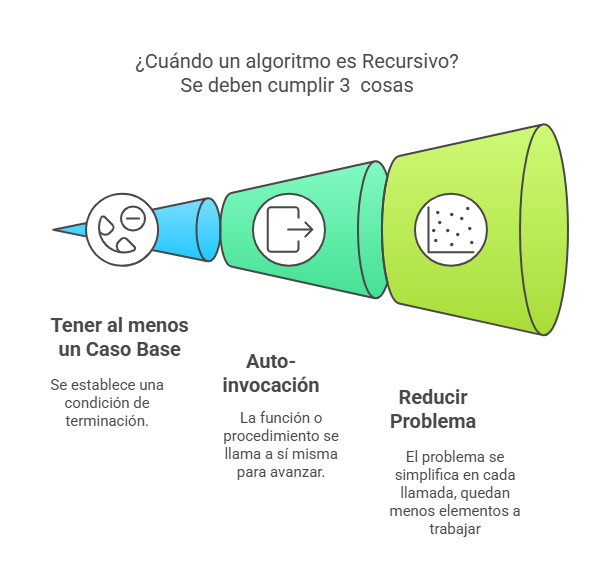 ¿Cuándo un algoritmo es Recursivo?
Se deben cumplir 3  cosas
Tener al menos
un Caso Base
Se establece una
condición de
terminación.
Auto-
invocación
La función o
procedimiento se
llama a sí misma
para avanzar.
Reducir
Problema
El problema se
simplifica en cada
llamada, quedan
menos elementos a
trabajar